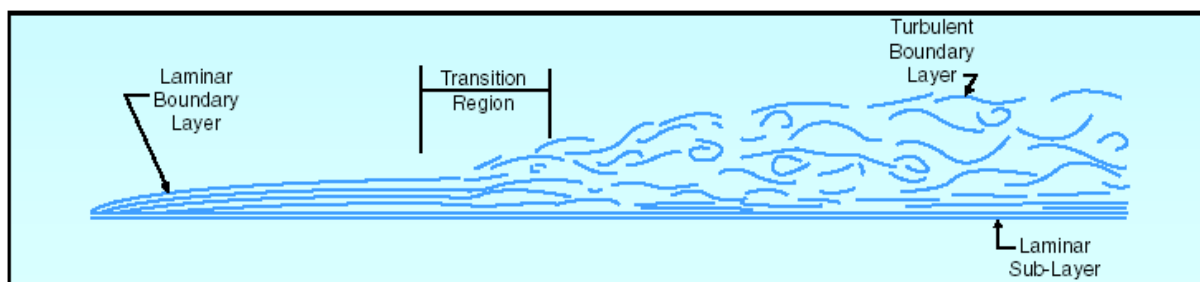 Laminar
Boundary
Layer
Transition
Region
Turbulent
Boundary
Layer
Laminar
Sub-Layer